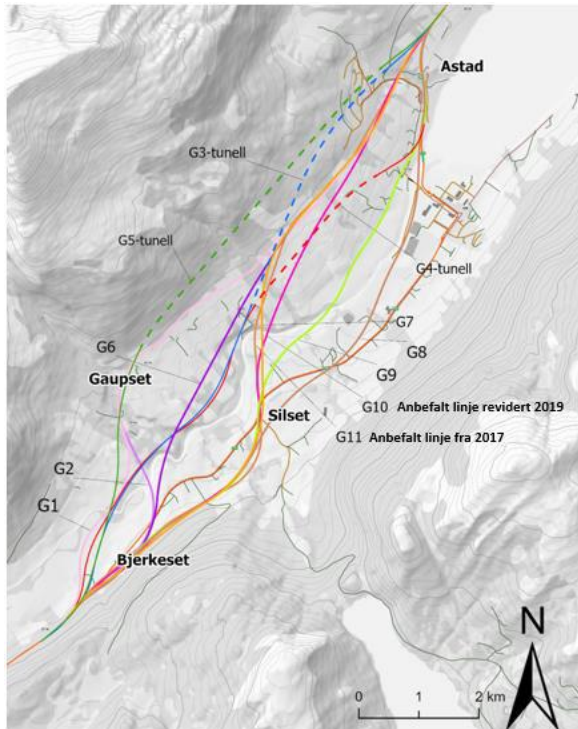 Astad
G3-tunell
G5-tunell
G4-tunell
G7
G6
G8
Gaupset
G9
G10 Anbefalt linje revidert 2019
Silset
G11 Anbefalt linje fra 2017
G2
G1
Bjerkeset
N
0 1 2 km